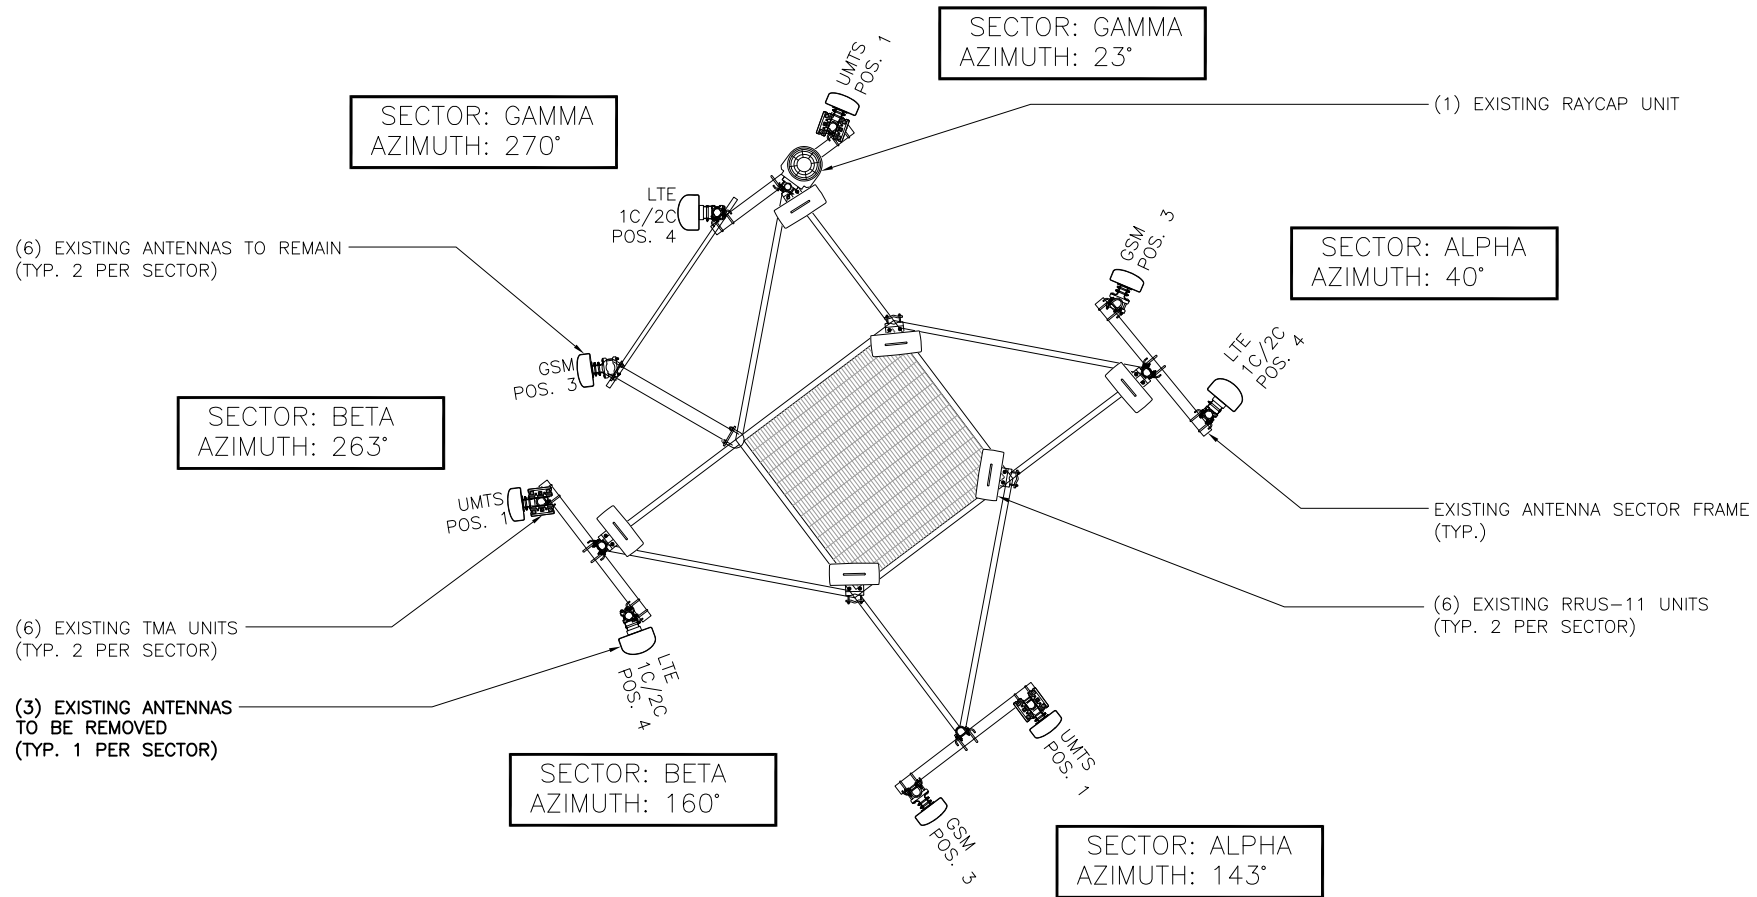 SECTOR: GAMMA
AZIMUTH: 23°
UMTS
POS. 1
(1) EXISTING RAYCAP UNIT
SECTOR: GAMMA
AZIMUTH: 270°
LTE
1C/2C
POS. 4
GSM
POS. 3
SECTOR: ALPHA
AZIMUTH: 40°
(6) EXISTING ANTENNAS TO REMAIN
(TYP. 2 PER SECTOR)
LTE
1C/2C
POS. 4
GSM
POS. 3
SECTOR: BETA
AZIMUTH: 263°
UMTS
POS. 1
EXISTING ANTENNA SECTOR FRAME
(TYP.)
(6) EXISTING TMA UNITS
(TYP. 2 PER SECTOR)
(6) EXISTING RRUS-11 UNITS
(TYP. 2 PER SECTOR)
LTE
1C/2C
POS. 4
(3) EXISTING ANTENNAS
TO BE REMOVED
(TYP. 1 PER SECTOR)
UMTS
POS. 1
SECTOR: BETA
AZIMUTH: 160°
GSM
POS. 3
SECTOR: ALPHA
AZIMUTH: 143°